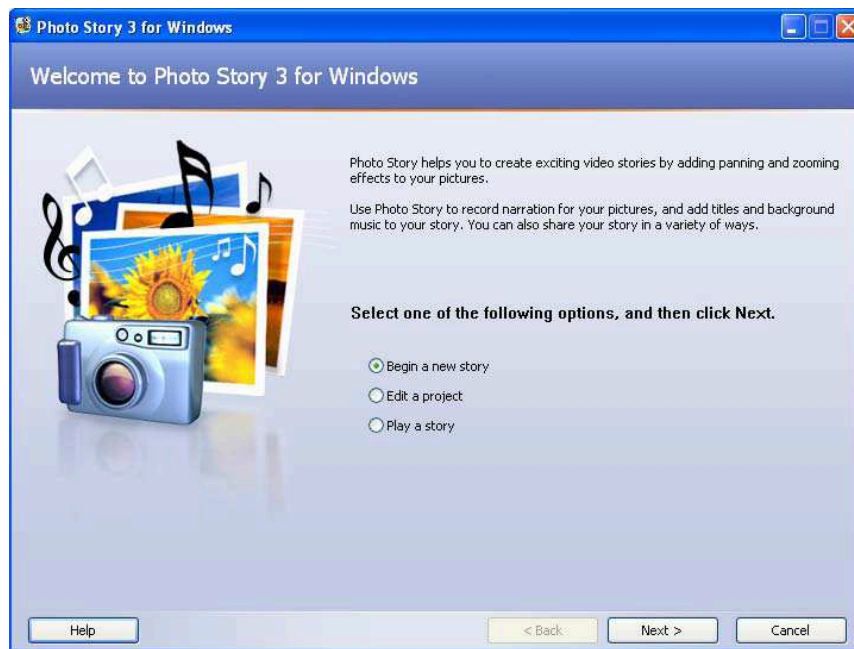 Photo Story 3 for Windows
Welcome to Photo Story 3 for Windows
Photo Story helps you to create exciting video stories by adding panning and zooming
effects to your pictures.
Use Photo Story to record narration for your pictures, and add titles and background
music to your story. You can also share your story in a variety of ways.
Select one of the following options, and then click Next.
Begin a new story
Edit a project
Play a story
Help
< Back
Next >
Cancel